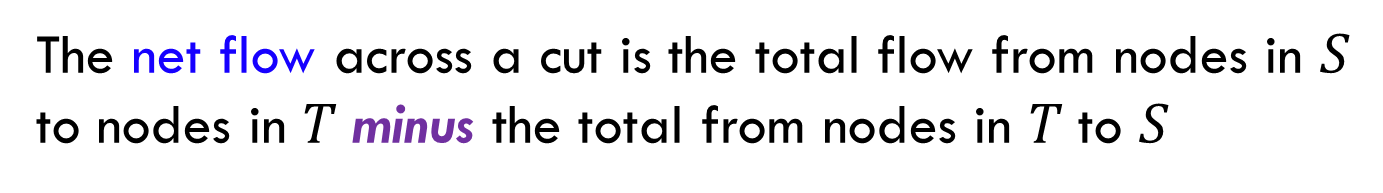 The net flow across a cut is the total flow from nodes in S
to nodes in T minus the total from nodes in T to S